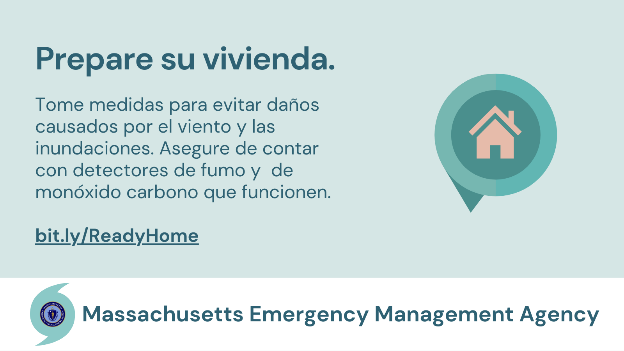 Prepare su vivienda.
Tome medidas para evitar daños
causados por el viento y las
inundaciones. Asegure de contar
con detectores de fumo y  de
monóxido carbono que funcionen.
bit.ly/ReadyHome
Massachusetts Emergency Management Agency